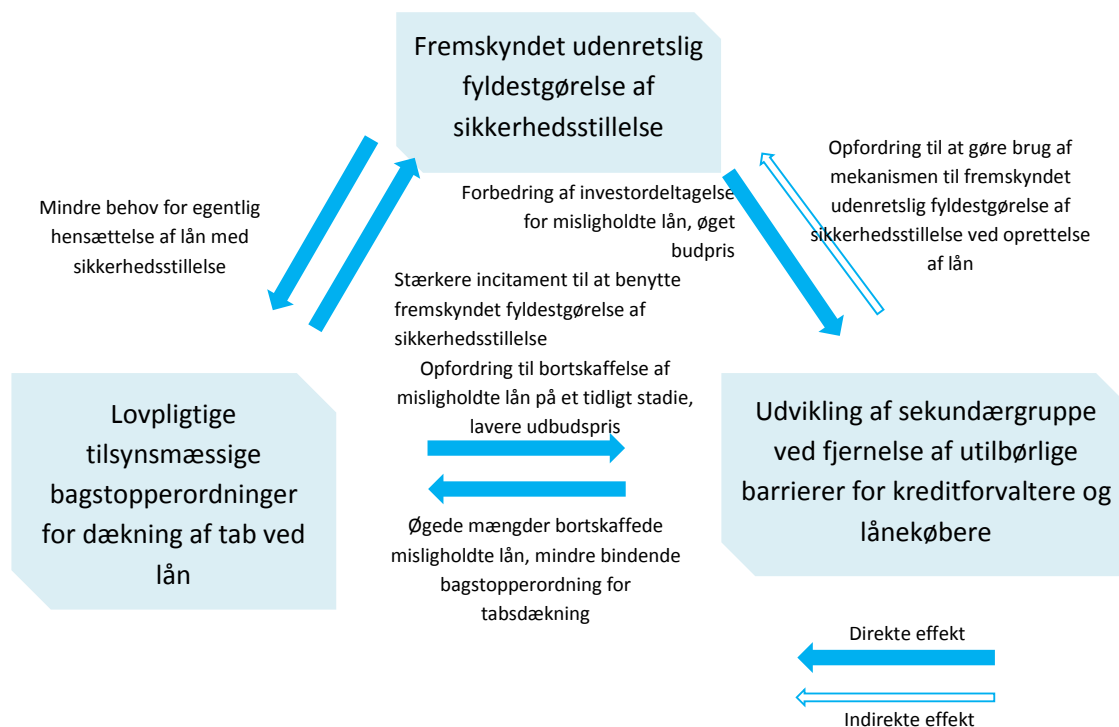 Fremskyndet udenretslig
fyldestgørelse af
sikkerhedsstillelse
Mindre behov for egentlig
hensættelse af lån med
sikkerhedsstillelse
Forbedring af investordeltagelse
for misligholdte lån, øget
budpris
Opfordring til at gøre brug af
mekanismen til fremskyndet
udenretslig fyldestgørelse af
sikkerhedsstillelse ved oprettelse
af lån
Stærkere incitament til at benytte
fremskyndet fyldestgørelse af
sikkerhedsstillelse
Opfordring til bortskaffelse af
misligholdte lån på et tidligt stadie,
lavere udbudspris
Lovpligtige
tilsynsmæssige
bagstopperordninger
for dækning af tab ved
lån
Udvikling af sekundærgruppe
ved fjernelse af utilbørlige
barrierer for kreditforvaltere og
lånekøbere
Øgede mængder bortskaffede
misligholdte lån, mindre bindende
bagstopperordning for
tabsdækning
Direkte effekt
Indirekte effekt